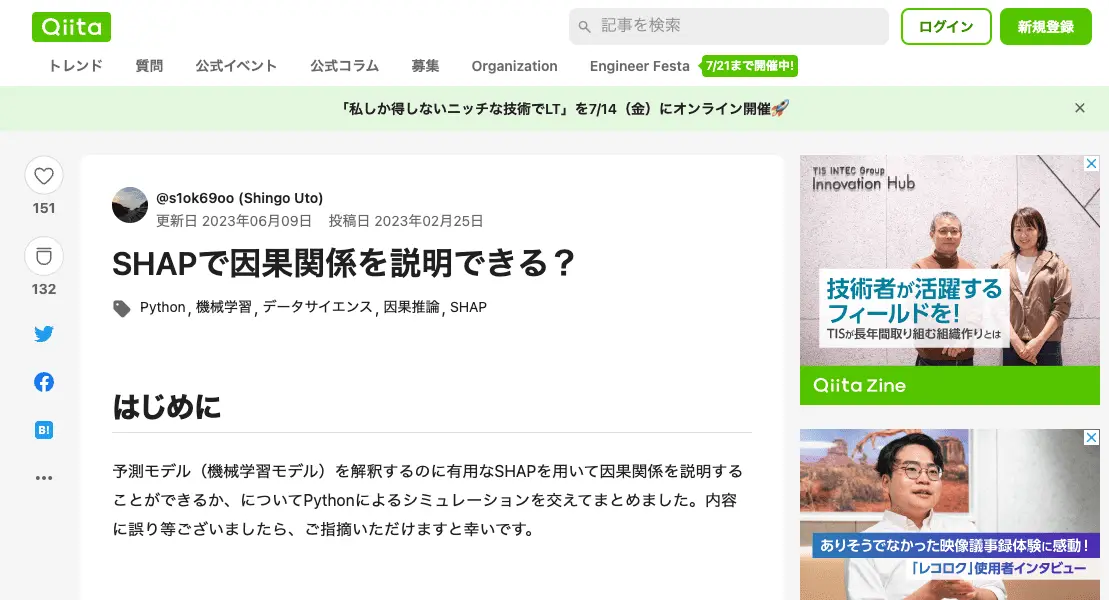 Qiita
記事を検索
ログイン
新規登録
トレンド
質問
公式イベント
公式コラム
募集
Organization
Engineer Festa
7/21まで開催中!
「私しか得しないニッチな技術でLT」を7/14（金）にオンライン開催🚀
151
132
B!
@s1ok69oo (Shingo Uto)
更新日 2023年06月09日 投稿日 2023年02月25日
SHAPで因果関係を説明できる？
Python, 機械学習, データサイエンス, 因果推論, SHAP
はじめに
予測モデル（機械学習モデル）を解釈するのに有用なSHAPを用いて因果関係を説明する
ことができるか、についてPythonによるシミュレーションを交えてまとめました。内容
に誤り等ございましたら、ご指摘いただけますと幸いです。
TIS INTEC Group
Innovation Hub
技術者が活躍する
フィールドを!
TISが長年間取り組む組織作りとは
Qiita Zine
ありそうでなかった映像議事録体験に感動！
「レコロク」使用者インタビュー